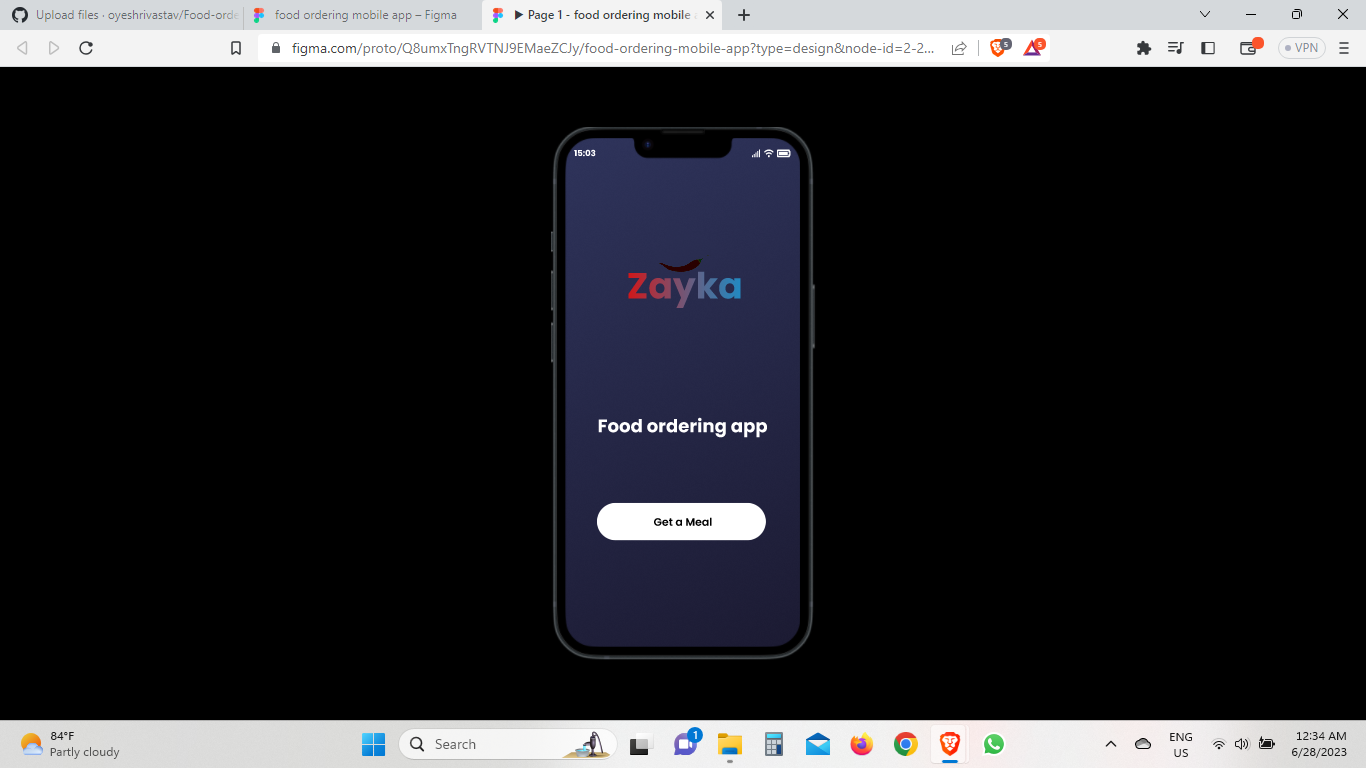 Upload files · oyeshrivastav/Food-orde
food ordering mobile app – Figma
Page 1 - food ordering mobile
figma.com/proto/Q8umxTngRVTNJ9EMaeZCJy/food-ordering-mobile-app?type=design&node-id=2-2...
5
5
VPN
15:03
Zayka
Food ordering app
Get a Meal
84°F
Partly cloudy
Search
1
ENG
US
12:34 AM
6/28/2023